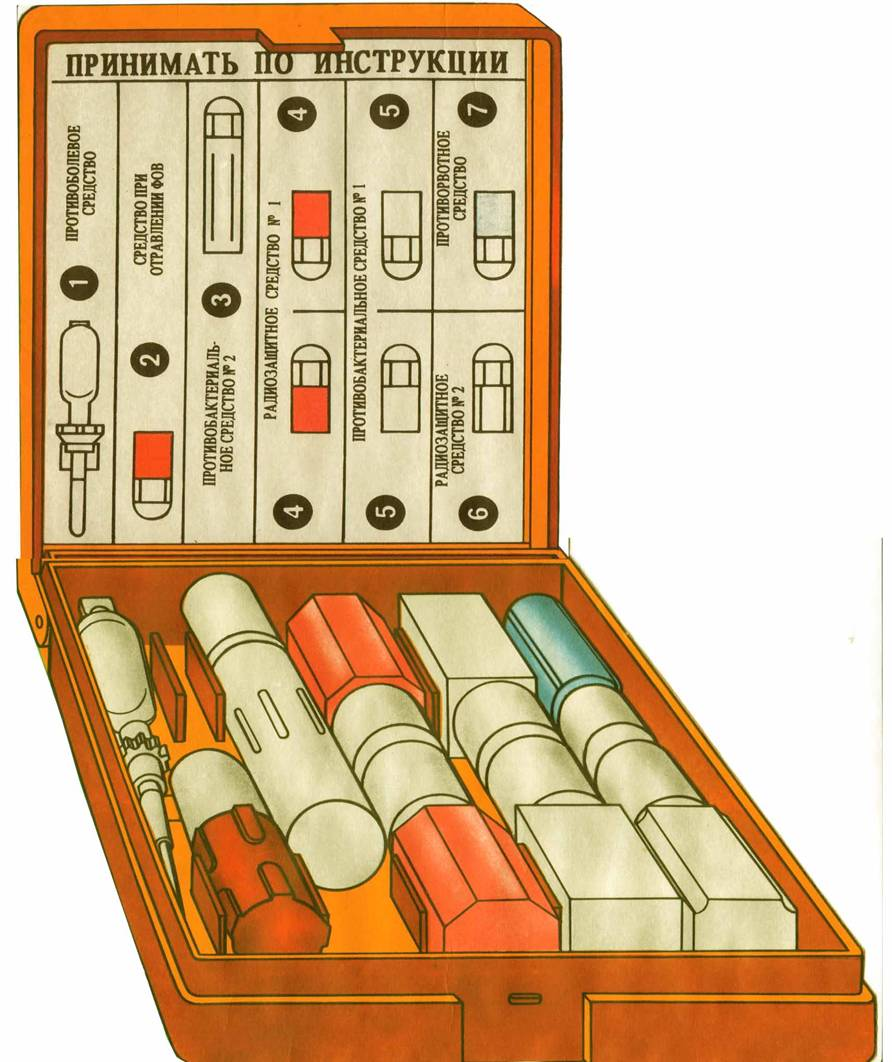 ПРИНИМАТЬ ПО ИНСТРУКЦИИ
1
ПРОТИВОБОЛЕВОЕ
СРЕДСТВО
2
СРЕДСТВО ПРИ
ОТРАВЛЕНИИ ФОВ
3
ПРОТИВОБАКТЕРИАЛЬ-
НОЕ СРЕДСТВО № 2
4
РАДИОЗАЩИТНОЕ СРЕДСТВО № 1
4
5
ПРОТИВОБАКТЕРИАЛЬНОЕ СРЕДСТВО № 1
5
6
РАДИОЗАЩИТНОЕ
СРЕДСТВО № 2
7
ПРОТИВОРВОТНОЕ
СРЕДСТВО